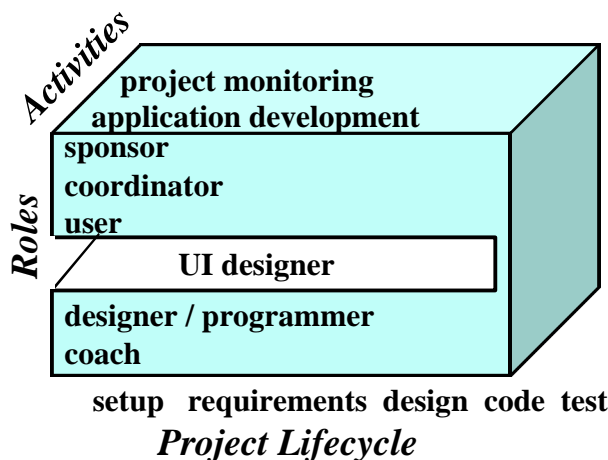 Activities
project monitoring
application development
Roles
sponsor
coordinator
user
UI designer
designer / programmer
coach
setup requirements design code test
Project Lifecycle